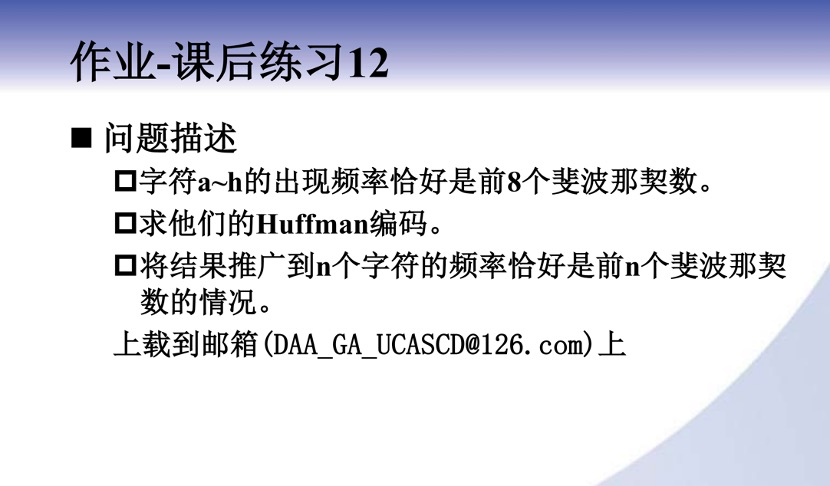 作业-课后练习12
问题描述
字符a~h的出现频率恰好是前8个斐波那契数。
求他们的Huffman编码。
将结果推广到n个字符的频率恰好是前n个斐波那契
数的情况。
上载到邮箱(DAA_GA_UCASCD@126.com)上